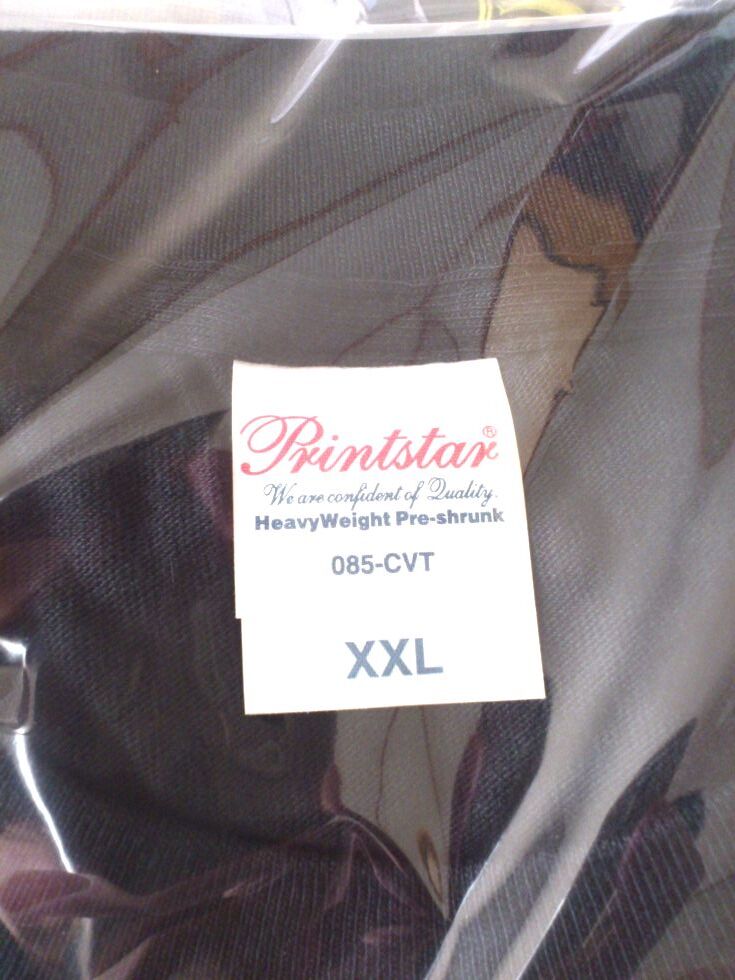 Printstar®
We are confident of Quality.
HeavyWeight Pre-shrunk
085-CVT
XXL